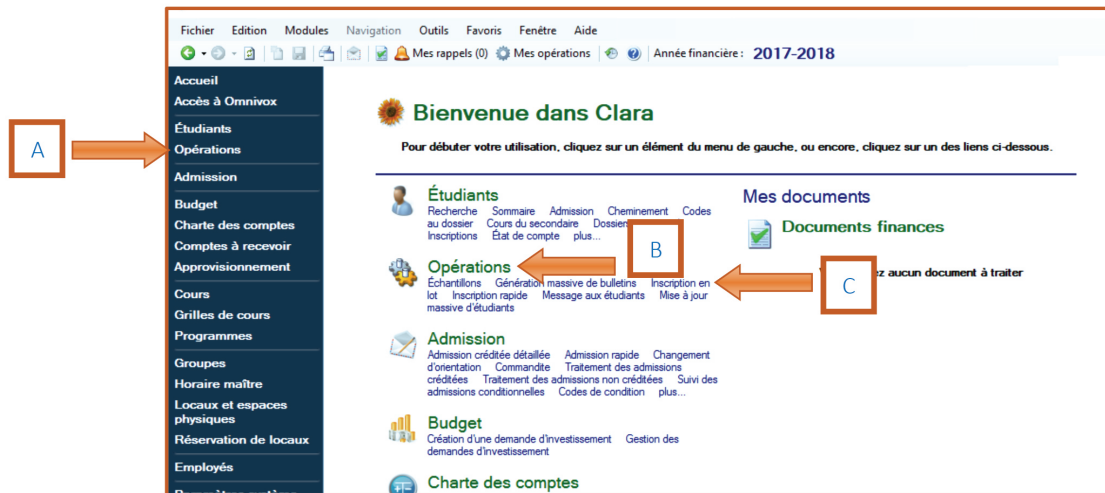 Fichier Edition Modules Navigation Outils Favoris Fenêtre Aide
Mes rappels (0) Mes opérations Année financière : 2017-2018
Accueil
Accès à Omnivox
Étudiants
Opérations
Admission
Budget
Charte des comptes
Comptes à recevoir
Approvisionnement
Cours
Grilles de cours
Programmes
Groupes
Horaire maître
Locaux et espaces
physiques
Réservation de locaux
Employés
A
Bienvenue dans Clara
Pour débuter votre utilisation, cliquez sur un élément du menu de gauche, ou encore, cliquez sur un des liens ci-dessous.
Étudiants
Recherche Sommaire Admission Cheminement Codes
au dossier Cours du secondaire Dossier
Inscriptions État de compte plus...
B
Opérations
Échantillons Génération massive de bulletins Inscription en
lot Inscription rapide Message aux étudiants Mise à jour
massive d'étudiants
C
Admission
Admission créditée détaillée Admission rapide Changement
d'orientation Commandite Traitement des admissions
créditées Traitement des admissions non créditées Suivi des
admissions conditionnelles Codes de condition plus...
Budget
Création d'une demande d'investissement Gestion des
demandes d'investissement
Charte des comptes
Mes documents
Documents finances
aucun document à traiter